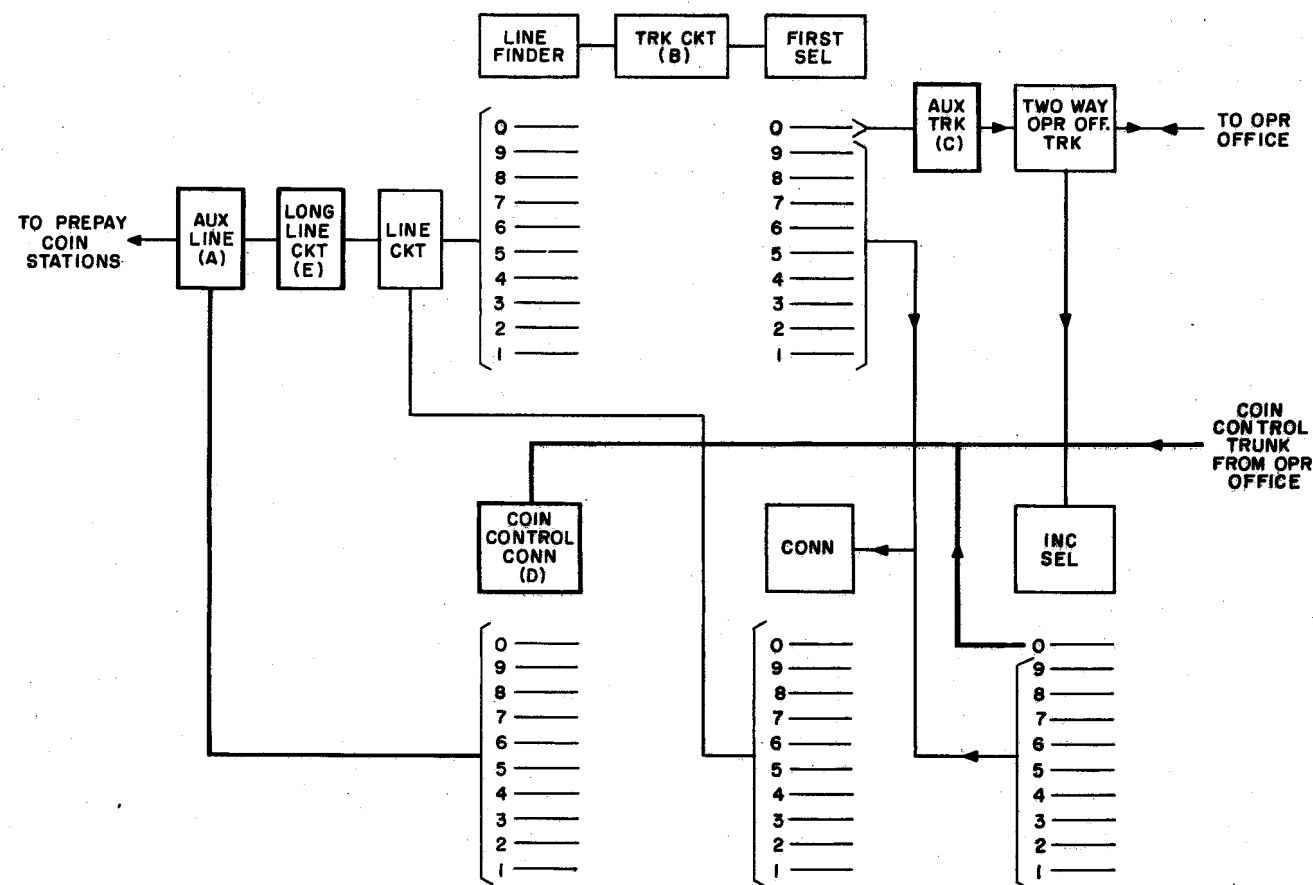 LINE
FINDER
TRK CKT
(B)
FIRST
SEL
AUX
TRK
(C)
TWO WAY
OPR OFF.
TRK
TO OPR
OFFICE
0
9
8
7
6
5
4
3
2
1
0
9
8
7
6
5
4
3
2
1
TO PREPAY
COIN
STATIONS
AUX
LINE
(A)
LONG
LINE
CKT
(E)
LINE
CKT
COIN
CONTROL
TRUNK
FROM OPR
OFFICE
COIN
CONTROL
CONN
(D)
CONN
INC
SEL
0
9
8
7
6
5
4
3
2
1
0
9
8
7
6
5
4
3
2
1
0
9
8
7
6
5
4
3
2
1